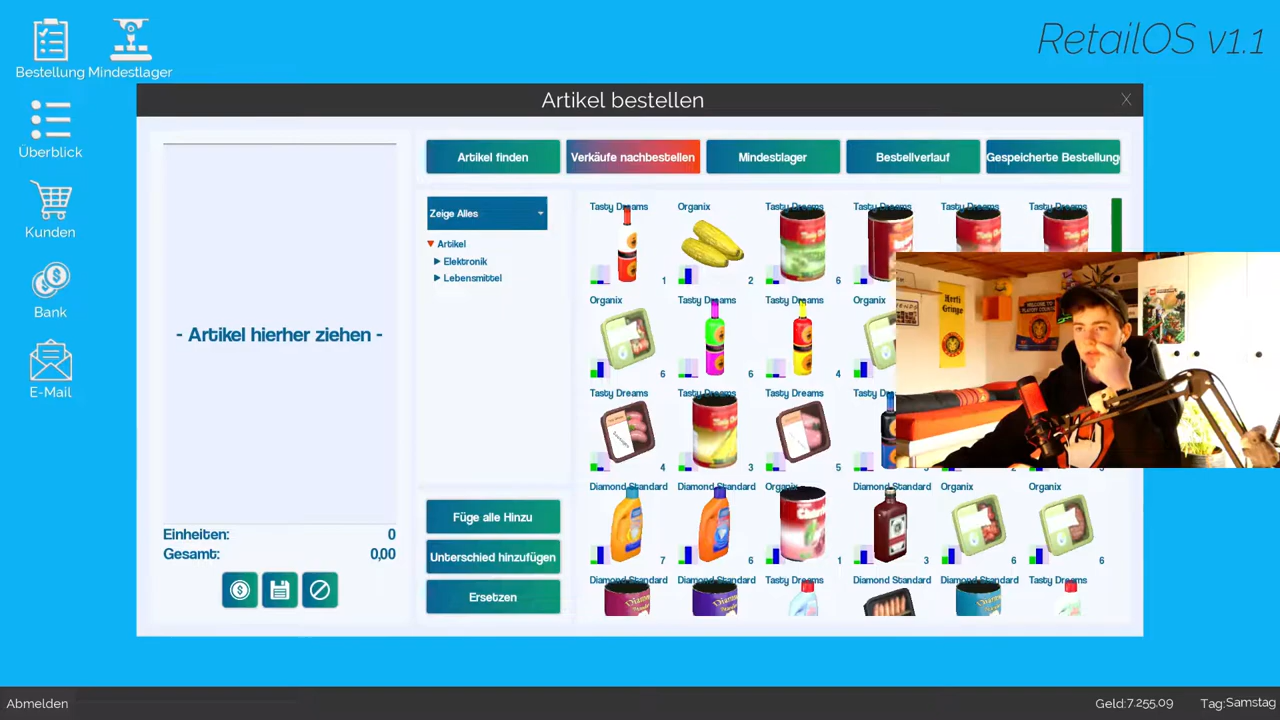 RetailOS v1.1
Bestellung
Mindestlager
Überblick
Kunden
Bank
E-Mail
Artikel bestellen
X
Artikel finden
Verkäufe nachbestellen
Mindestlager
Bestellverlauf
Gespeicherte Bestellung
- Artikel hierher ziehen -
Einheiten: 0
Gesamt: 0,00
Zeige Alles
Artikel
Elektronik
Lebensmittel
Füge alle Hinzu
Unterschied hinzufügen
Ersetzen
Tasty Dreams Organix Tasty Dreams Tasty Dreams Tasty Dreams Tasty Dreams
1 2 6
Organix Tasty Dreams Tasty Dreams Organix
6 6 4
Tasty Dreams Tasty Dreams Tasty Dreams
4 3 5
Diamond Standard Diamond Standard Organix Diamond Standard Organix Organix
7 6 1 3 6 6
Diamond Standard Diamond Standard Tasty Dreams Diamond Standard Diamond Standard Tasty Dreams
Abmelden
Geld:7.255.09
Tag:Samstag